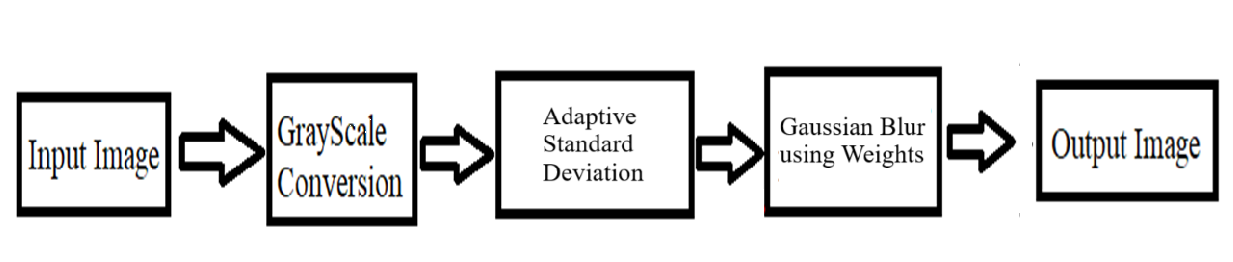 Input Image
GrayScale
Conversion
Adaptive
Standard
Deviation
Gaussian Blur
using Weights
Output Image